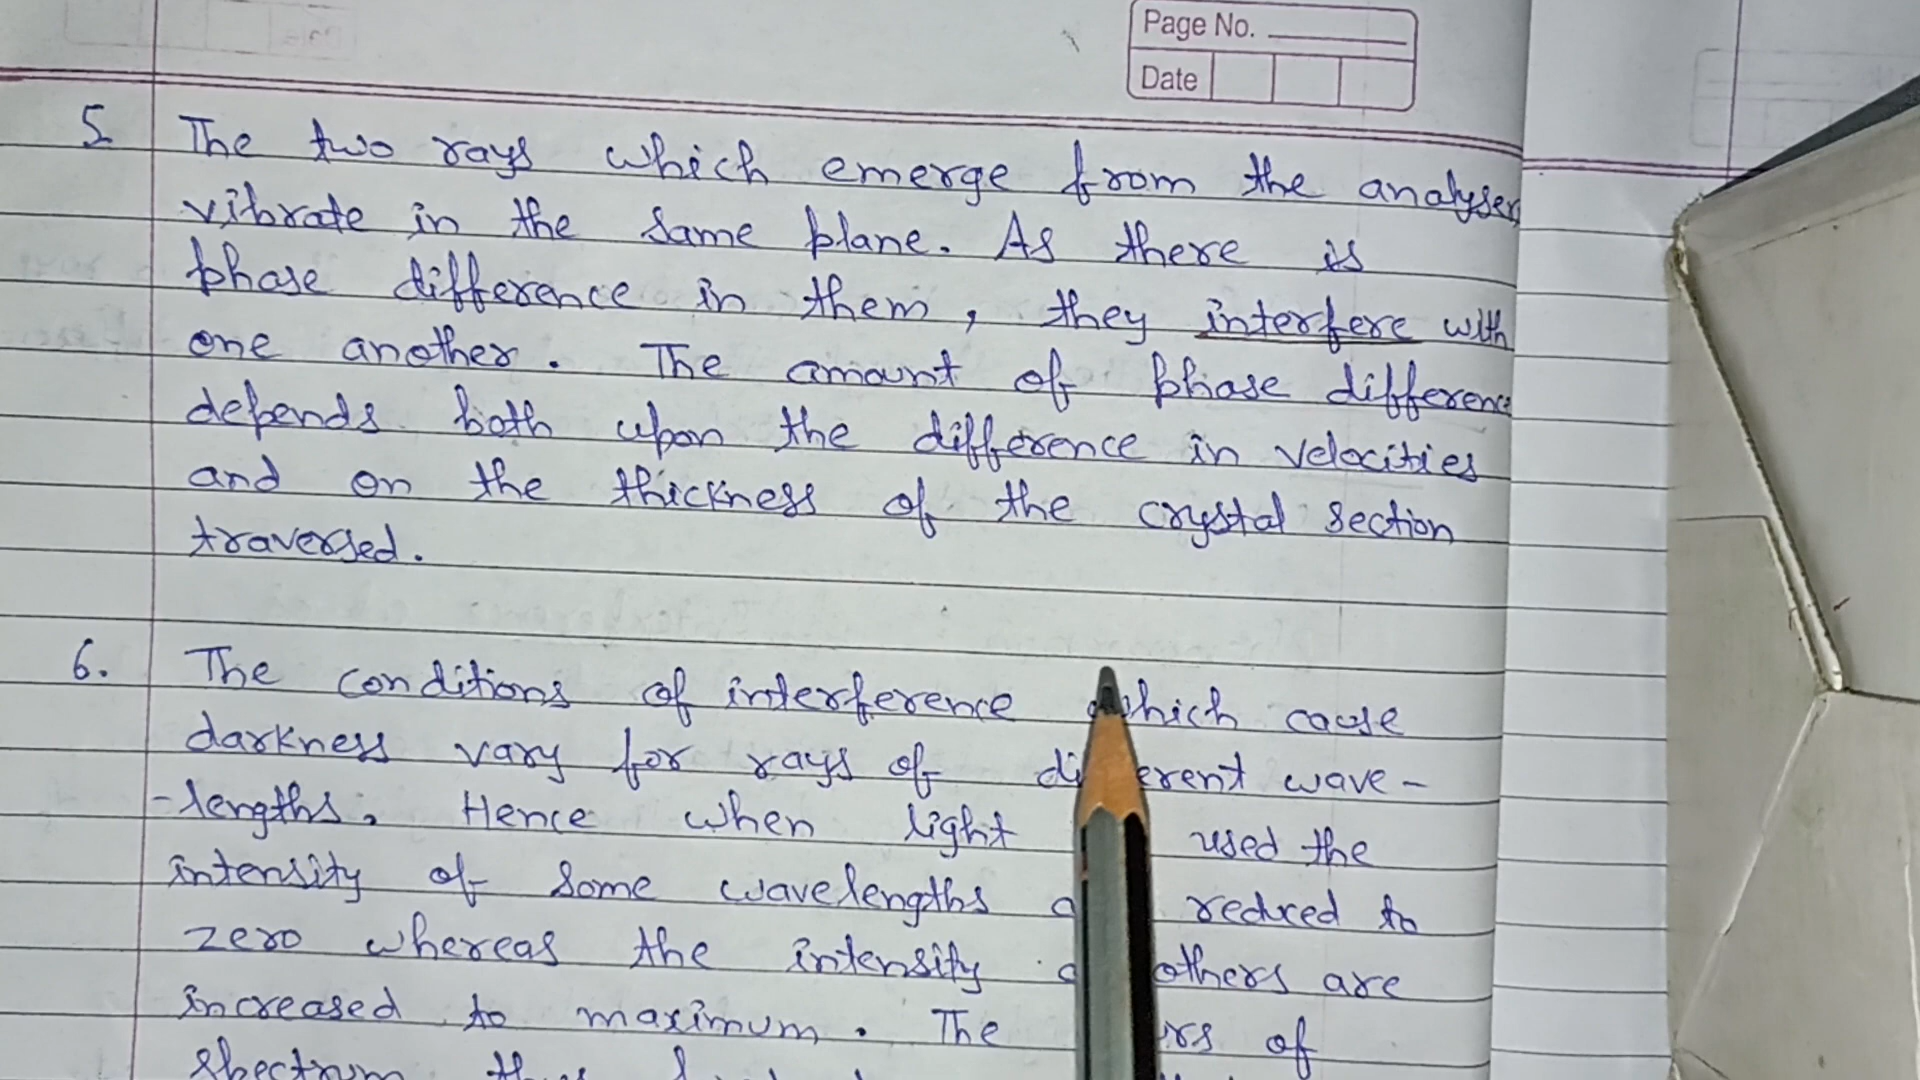 Page No.
Date
5. The two rays which emerge from the analyser
vibrate in the same plane. As there is
phase difference in them, they interfere with
one another. The amount of phase difference
depends both upon the difference in velocities
and on the thickness of the crystal section
traversed.
6. The conditions of interference which cause
darkness vary for rays of different wave-
-lengths. Hence when light used the
intensity of some wavelengths reduced to
zero whereas the intensity others are
increased to maximum. The of
spectrum thus